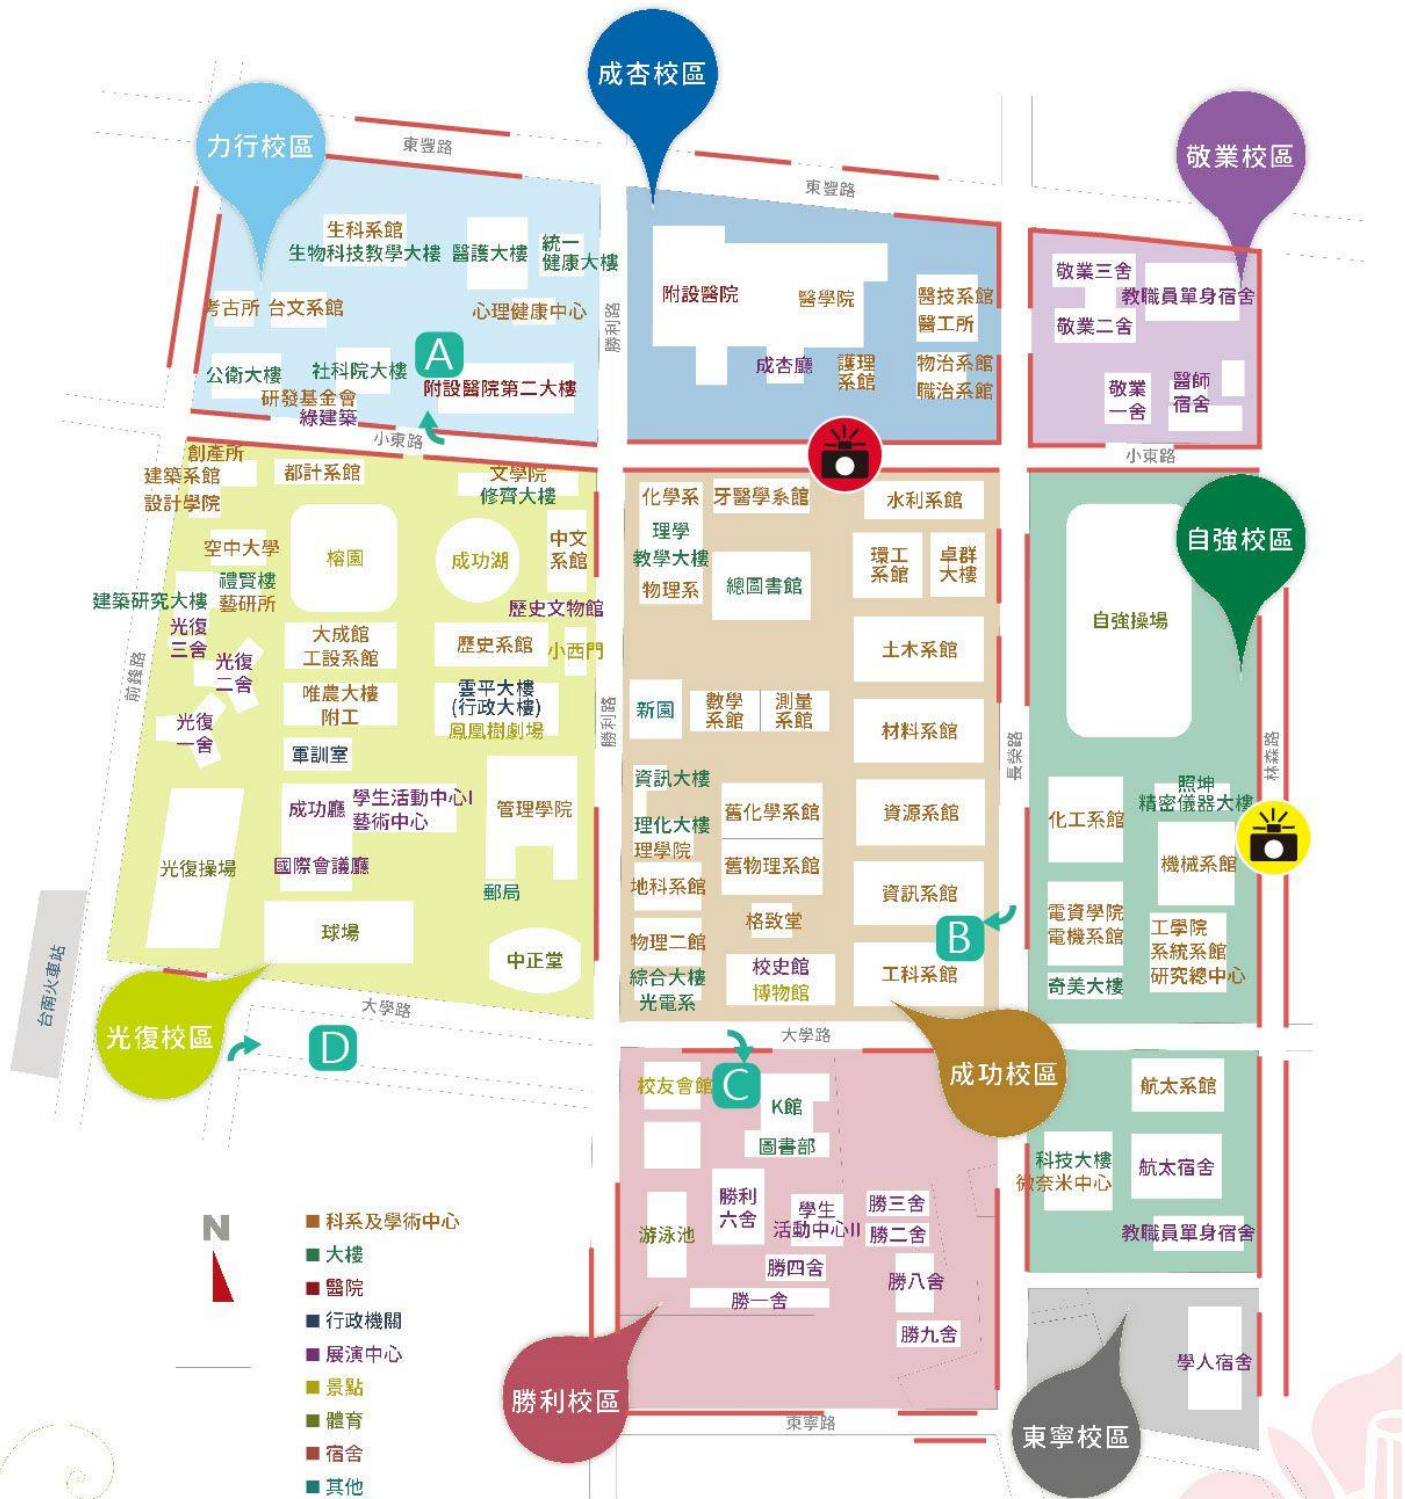 成杏校區
力行校區
敬業校區
東豐路
東豐路
生科系館
生物科技教學大樓
醫護大樓
統一
健康大樓
考古所
台文系館
心理健康中心
A
公衛大樓
社科院大樓
研發基金會
綠建築
附設醫院第二大樓
勝利路
附設醫院
醫學院
醫技系館
醫工所
成杏廳
護理
系館
物治系館
職治系館
敬業三舍
教職員單身宿舍
敬業二舍
敬業
一舍
醫師
宿舍
小東路
小東路
創產所
建築系館
設計學院
都計系館
文學院
修齊大樓
空中大學
榕園
成功湖
中文
系館
禮賢樓
建築研究大樓
藝研所
歷史文物館
光復
三舍
大成館
工設系館
歷史系館
小西門
光復
二舍
唯農大樓
附工
雲平大樓
(行政大樓)
鳳凰樹劇場
光復
一舍
軍訓室
前鋒路
勝利路
成功廳
學生活動中心I
藝術中心
管理學院
光復操場
國際會議廳
郵局
球場
中正堂
台南火車站
光復校區
大學路
D
化學系
牙醫學系館
水利系館
理學
教學大樓
物理系
總圖書館
環工
系館
卓群
大樓
土木系館
新園
數學
系館
測量
系館
材料系館
資訊大樓
理化大樓
理學院
舊化學系館
資源系館
舊物理系館
地科系館
資訊系館
格致堂
B
物理二館
校史館
博物館
工科系館
綜合大樓
光電系
長榮路
大學路
成功校區
自強校區
自強操場
林森路
照坤
精密儀器大樓
化工系館
機械系館
電資學院
電機系館
工學院
系統系館
研究總中心
奇美大樓
校友會館
C
K館
圖書部
航太系館
科技大樓
微奈米中心
航太宿舍
教職員單身宿舍
游泳池
勝利
六舍
學生
活動中心II
勝三舍
勝二舍
勝四舍
勝一舍
勝八舍
勝九舍
勝利校區
東寧路
學人宿舍
東寧校區
N
科系及學術中心
大樓
醫院
行政機關
展演中心
景點
體育
宿舍
其他